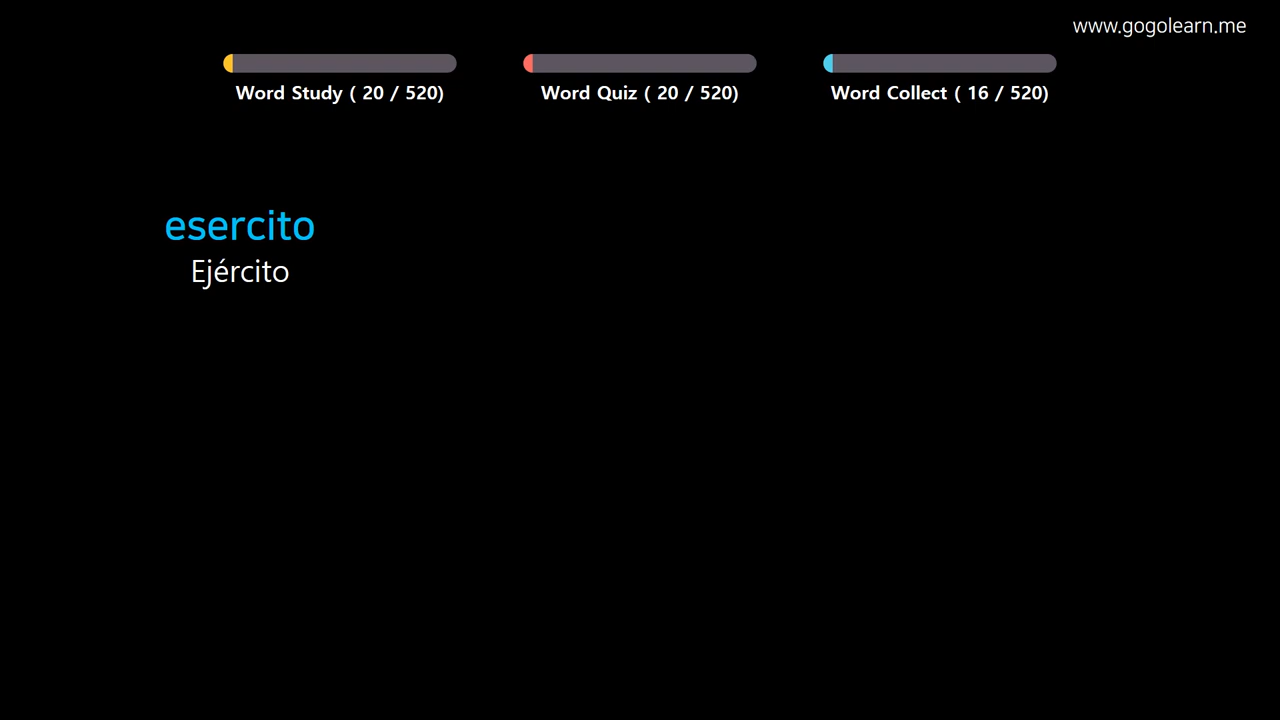 www.gogolearn.me
Word Study ( 20 / 520)
Word Quiz ( 20 / 520)
Word Collect ( 16 / 520)
esercito
Ejército